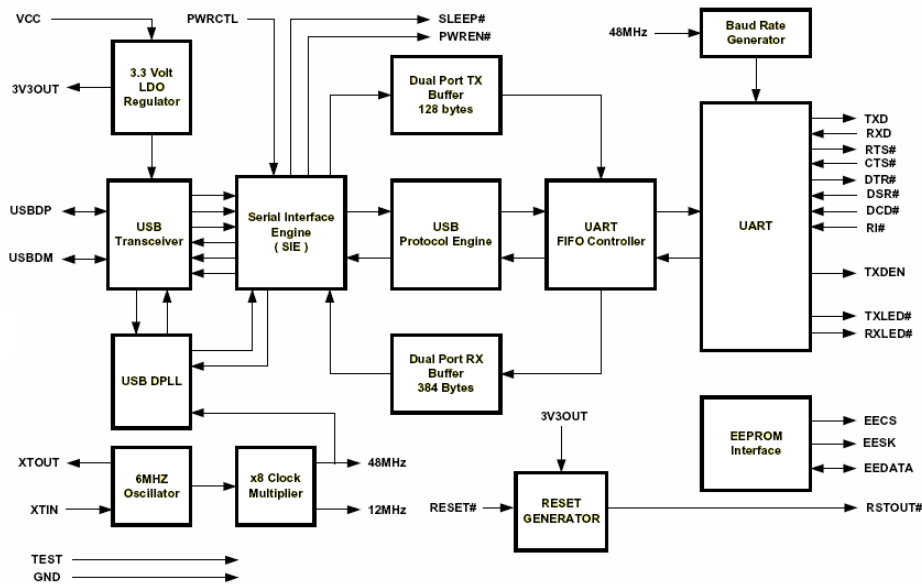 VCC
PWRCTL
SLEEP#
PWREN#
48MHz
Baud Rate
Generator
3V3OUT
3.3 Volt
LDO
Regulator
Dual Port TX
Buffer
128 bytes
TXD
RXD
RTS#
CTS#
DTR#
DSR#
DCD#
RI#
TXDEN
TXLED#
RXLED#
USBDP
USBDM
USB
Transceiver
Serial Interface
Engine
( SIE )
USB
Protocol Engine
UART
FIFO Controller
UART
USB DPLL
Dual Port RX
Buffer
384 Bytes
3V3OUT
EEPROM
Interface
EECS
EESK
EEDATA
XTOUT
XTIN
6MHZ
Oscillator
x8 Clock
Multiplier
48MHz
12MHz
RESET#
RESET
GENERATOR
RSTOUT#
TEST
GND